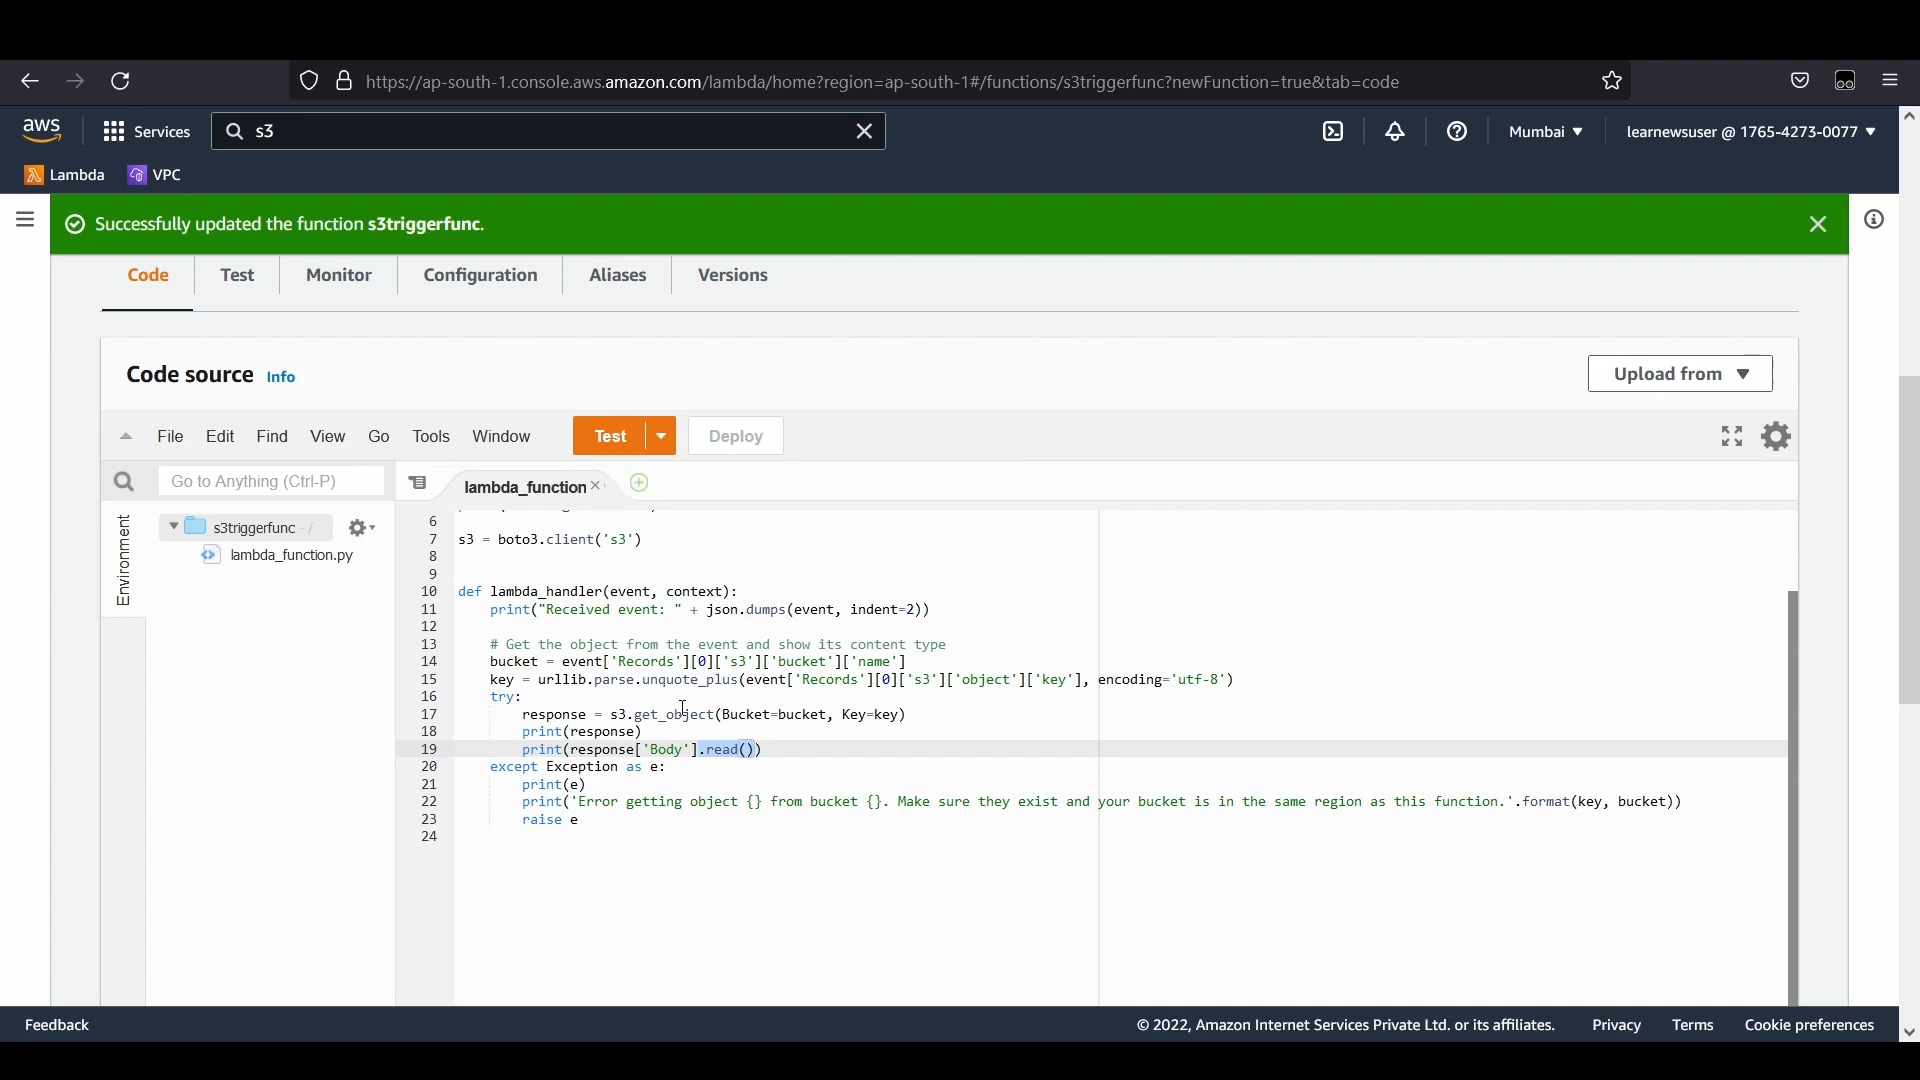 https://ap-south-1.console.aws.amazon.com/lambda/home?region=ap-south-1#/functions/s3triggerfunc?newFunction=true&tab=code
aws Services s3 Mumbai learnewsuser @ 1765-4273-0077
Lambda VPC
Successfully updated the function s3triggerfunc.
Code Test Monitor Configuration Aliases Versions
Code source Info Upload from
File Edit Find View Go Tools Window Test Deploy
Go to Anything (Ctrl-P) lambda_function
Environment
s3triggerfunc - /
lambda_function.py
6
7 s3 = boto3.client('s3')
8
9
10 def lambda_handler(event, context):
11 print("Received event: " + json.dumps(event, indent=2))
12
13 # Get the object from the event and show its content type
14 bucket = event['Records'][0]['s3']['bucket']['name']
15 key = urllib.parse.unquote_plus(event['Records'][0]['s3']['object']['key'], encoding='utf-8')
16 try:
17 response = s3.get_object(Bucket=bucket, Key=key)
18 print(response)
19 print(response['Body'].read())
20 except Exception as e:
21 print(e)
22 print('Error getting object {} from bucket {}. Make sure they exist and your bucket is in the same region as this function.'.format(key, bucket))
23 raise e
24
Feedback © 2022, Amazon Internet Services Private Ltd. or its affiliates. Privacy Terms Cookie preferences